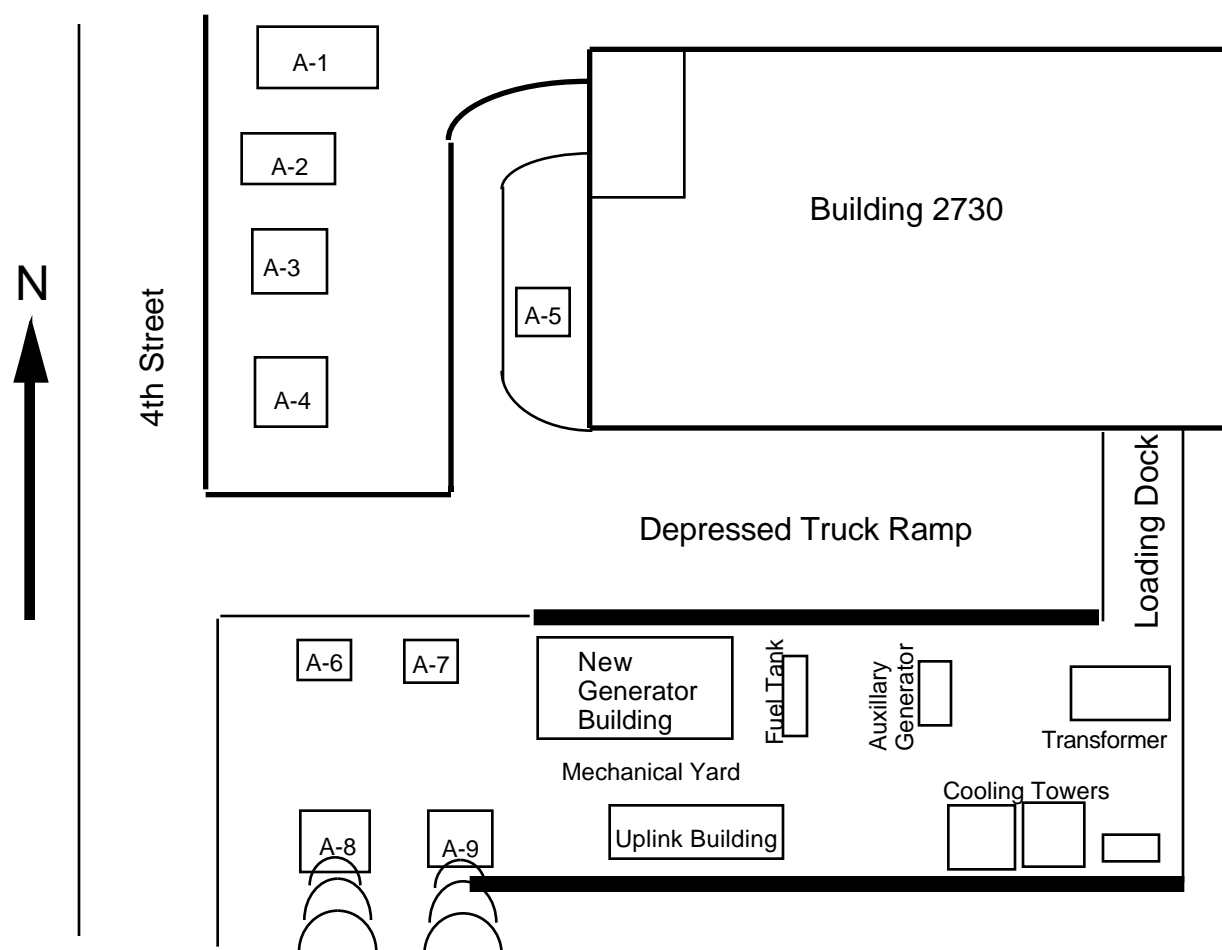 A-1
A-2
Building 2730
N
A-3
4th Street
A-5
A-4
Loading Dock
Depressed Truck Ramp
A-6
A-7
New
Generator
Building
Fuel Tank
Auxillary
Generator
Transformer
Mechanical Yard
Cooling Towers
A-8
A-9
Uplink Building